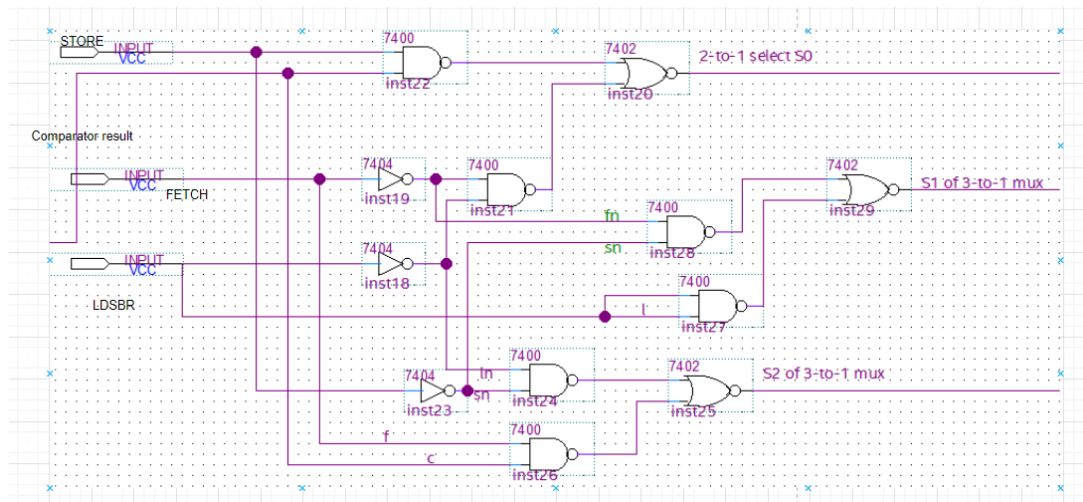 STORE
INPUT
VCC
7400
inst22
7402
inst20
2-to-1 select S0
Comparator result
INPUT
VCC
FETCH
7404
inst19
7400
inst21
7402
inst29
S1 of 3-to-1 mux
fn
sn
7400
inst28
INPUT
VCC
LDSBR
7404
inst18
7400
inst27
l
7404
inst23
ln
sn
7400
inst24
7402
inst25
S2 of 3-to-1 mux
f
c
7400
inst26